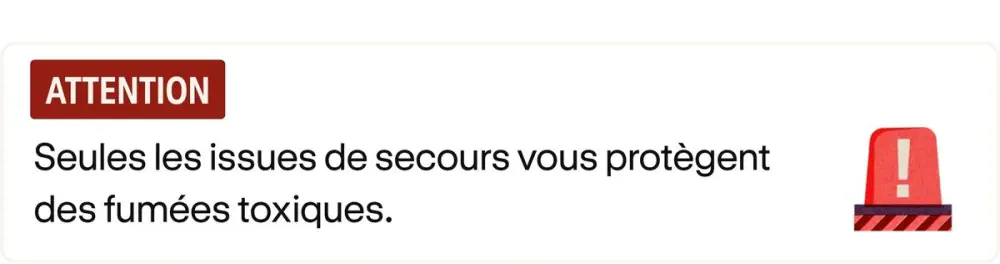 ATTENTION
Seules les issues de secours vous protègent
des fumées toxiques.